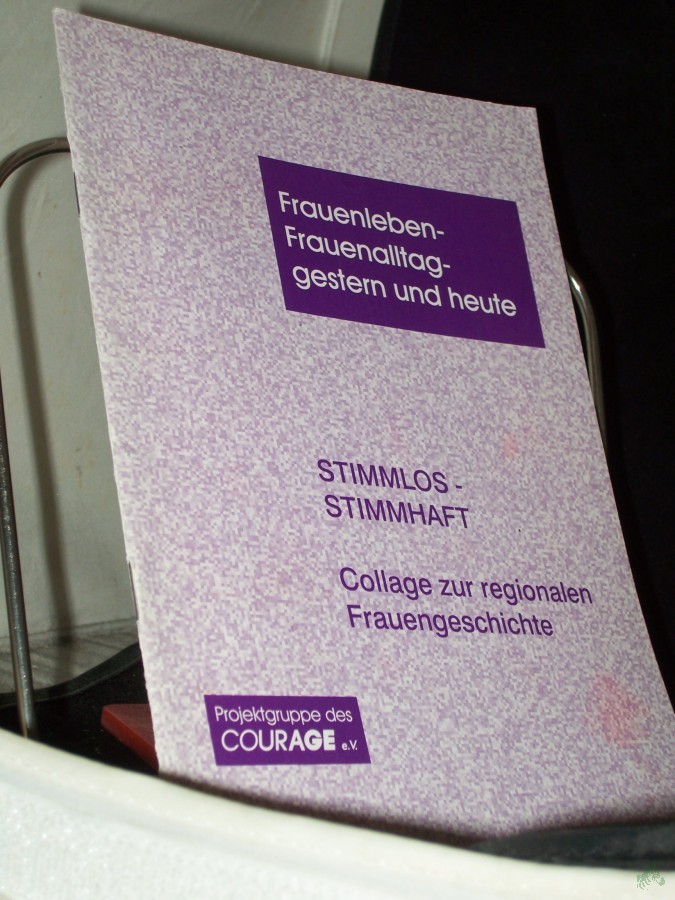 Frauenleben-
Frauenalltag-
gestern und heute
STIMMLOS -
STIMMHAFT
Collage zur regionalen
Frauengeschichte
Projektgruppe des
COURAGE e.V.